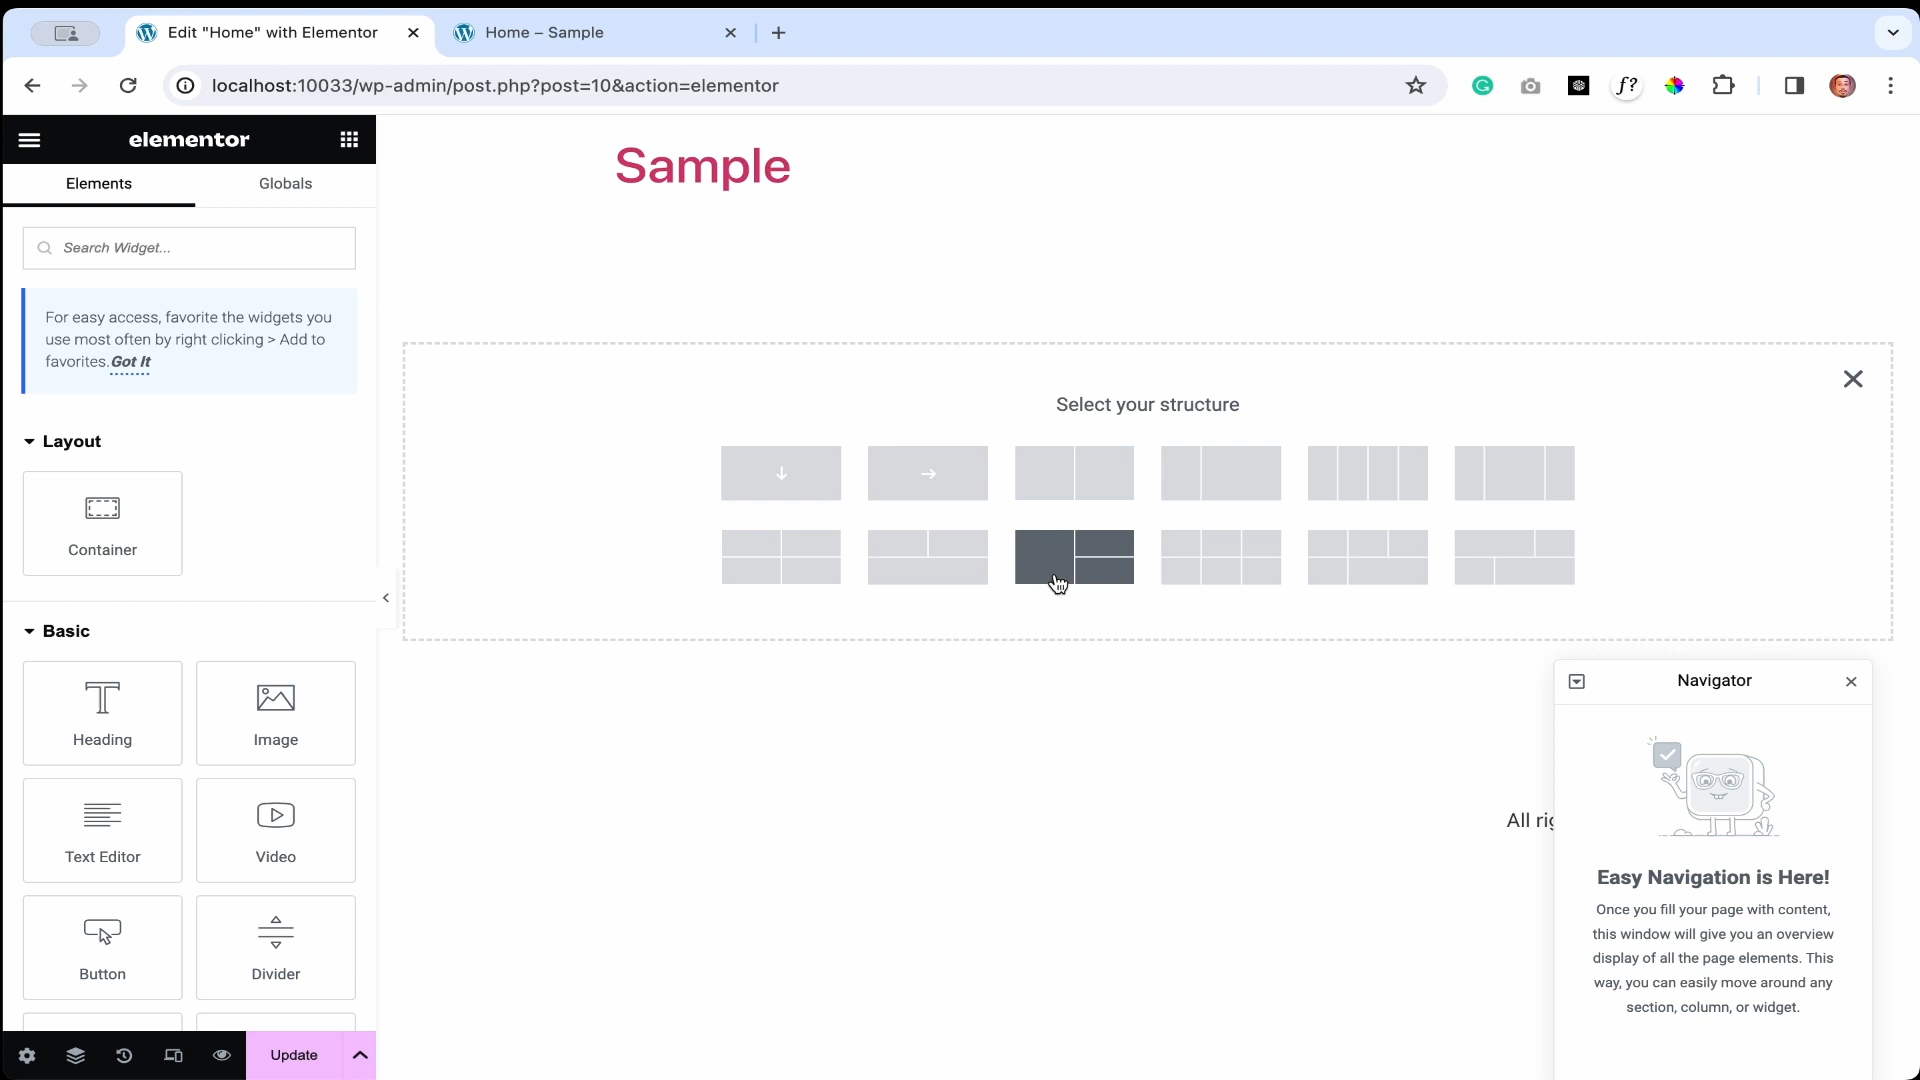 Edit "Home" with Elementor
Home – Sample
localhost:10033/wp-admin/post.php?post=10&action=elementor
f?
elementor
Elements
Globals
Search Widget...
For easy access, favorite the widgets you
use most often by right clicking > Add to
favorites. Got It
Layout
Container
Basic
Heading
Image
Text Editor
Video
Button
Divider
Update
Sample
Select your structure
All rig
Navigator
Easy Navigation is Here!
Once you fill your page with content,
this window will give you an overview
display of all the page elements. This
way, you can easily move around any
section, column, or widget.